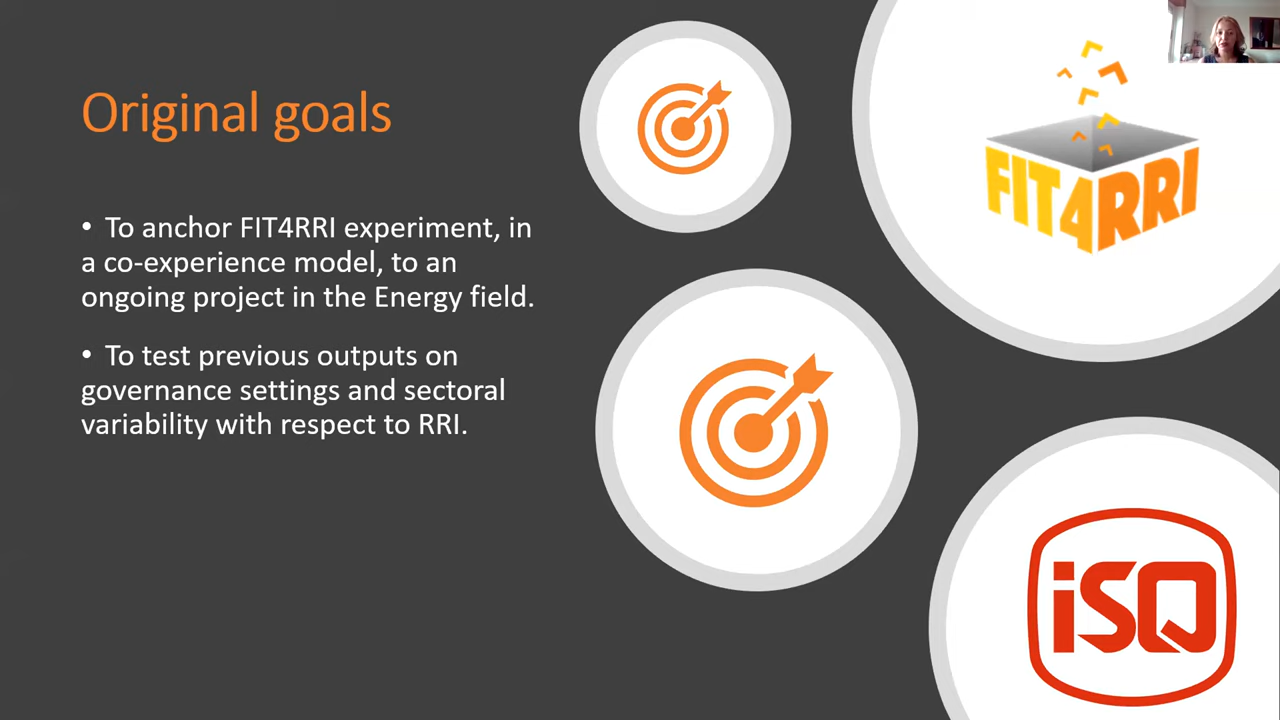 Original goals
• To anchor FIT4RRI experiment, in
a co-experience model, to an
ongoing project in the Energy field.
• To test previous outputs on
governance settings and sectoral
variability with respect to RRI.
FIT4RRI
iSQ